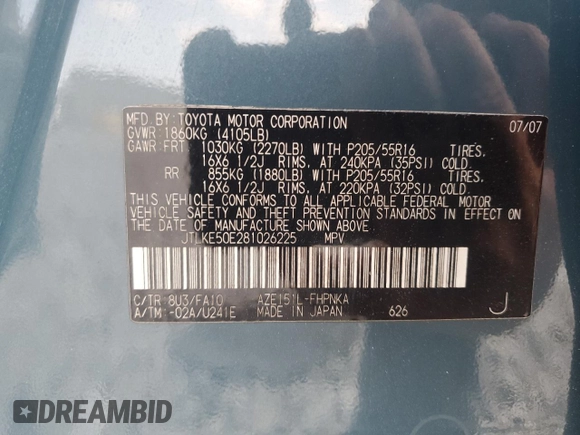 MFD.BY:TOYOTA MOTOR CORPORATION 07/07
GVWR:1860KG (4105LB)
GAWR:FRT 1030KG (2270LB) WITH P205/55R16 TIRES.
16X6 1/2J RIMS, AT 240KPA (35PSI) COLD.
RR 855KG (1880LB) WITH P205/55R16 TIRES.
16X6 1/2J RIMS, AT 220KPA (32PSI) COLD.
THIS VEHICLE CONFORMS TO ALL APPLICABLE FEDERAL MOTOR
VEHICLE SAFETY AND THEFT PREVENTION STANDARDS IN EFFECT
ON THE DATE OF MANUFACTURE SHOWN ABOVE.
JTLKE50E281026225 MPV
C/TR 8U3/FA10 AZE151L-FHPNKA
A/TM -02A/U241E MADE IN JAPAN 626 J
DREAMBID